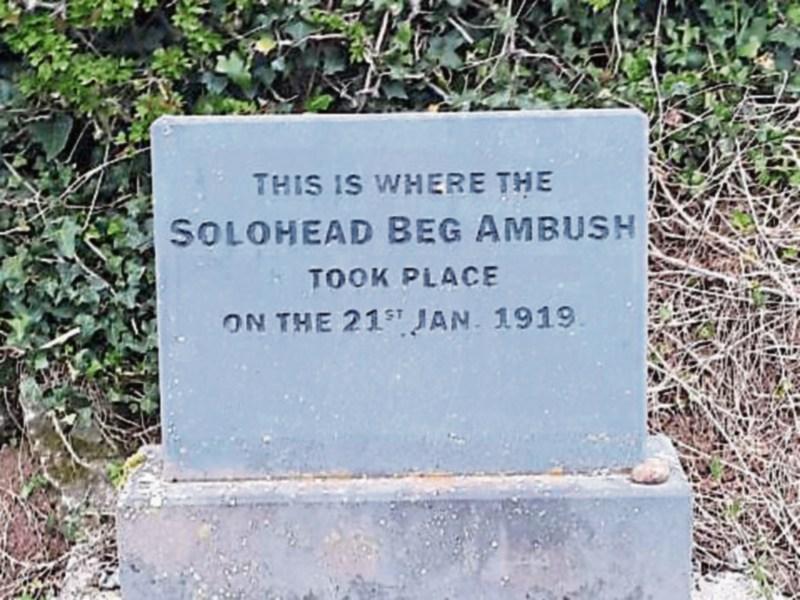 THIS IS WHERE THE
SOLOHEAD BEG AMBUSH
TOOK PLACE
ON THE 21ST JAN. 1919.